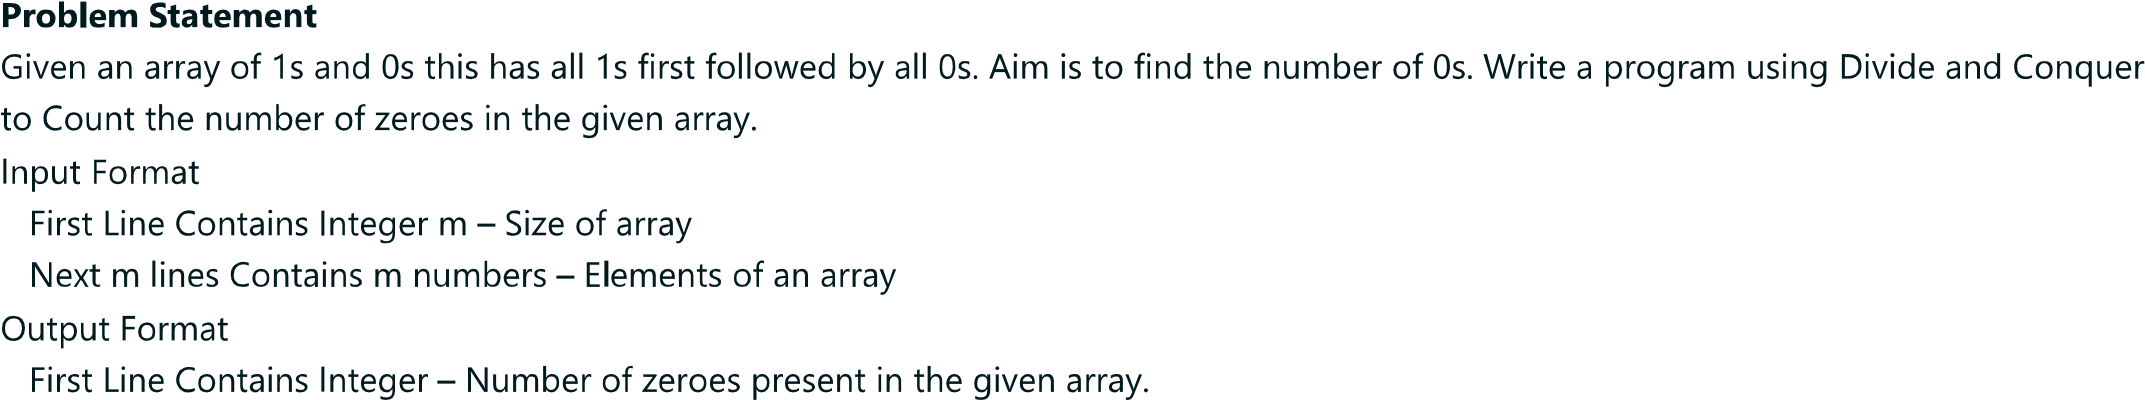 Problem Statement
Given an array of 1s and 0s this has all 1s first followed by all 0s. Aim is to find the number of 0s. Write a program using Divide and Conquer
to Count the number of zeroes in the given array.
Input Format
First Line Contains Integer m – Size of array
Next m lines Contains m numbers – Elements of an array
Output Format
First Line Contains Integer – Number of zeroes present in the given array.